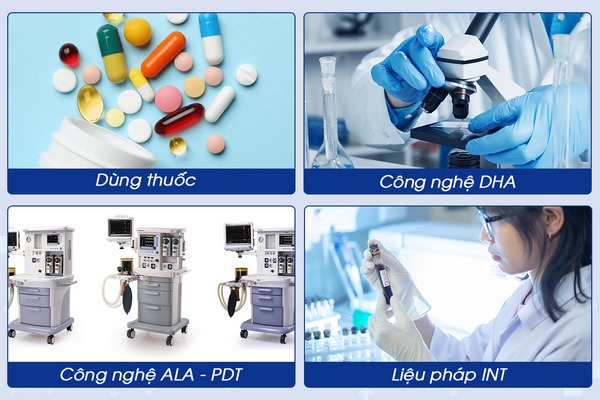 Dùng thuốc
Công nghệ DHA
Công nghệ ALA - PDT
Liệu pháp INT